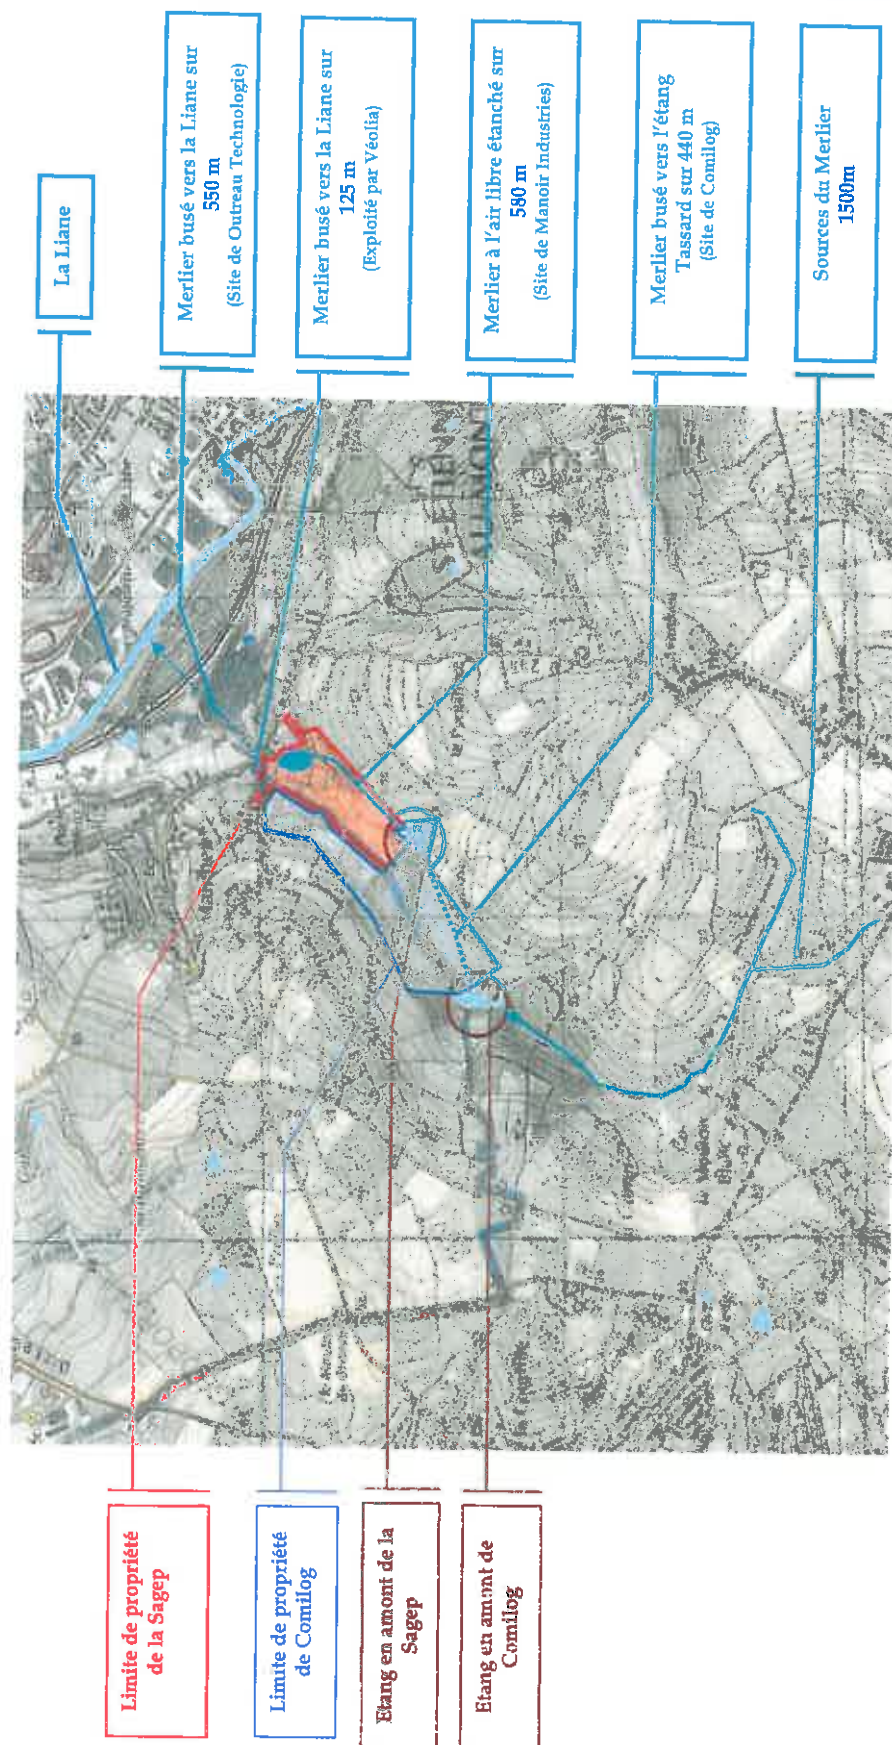 La Liane
Merlier busé vers la Liane sur
550 m
(Site de Outreau Technologie)
Merlier busé vers la Liane sur
125 m
(Exploité par Véolia)
Merlier à l'air libre étanché sur
580 m
(Site de Manoir Industries)
Merlier busé vers l'étang
Tassard sur 440 m
(Site de Comilog)
Sources du Merlier
1500m
Limite de propriété
de la Sagep
Limite de propriété
de Comilog
Etang en amont de la
Sagep
Etang en amont de
Comilog